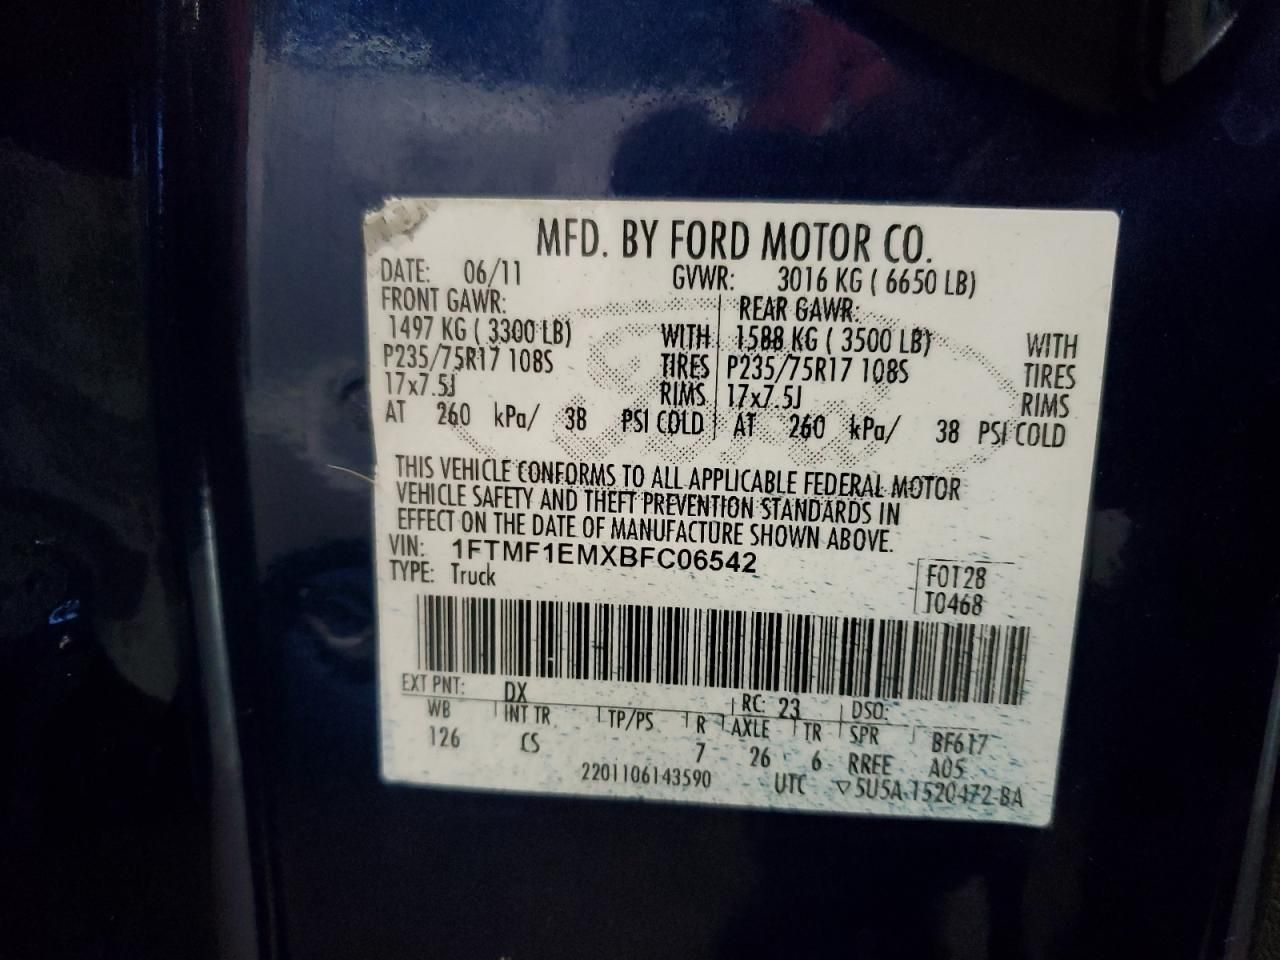 MFD. BY FORD MOTOR CO.
DATE: 06/11 GVWR: 3016 KG ( 6650 LB)
FRONT GAWR: REAR GAWR:
1497 KG ( 3300 LB) WITH 1588 KG ( 3500 LB) WITH
P235/75R17 108S TIRES P235/75R17 108S TIRES
17x7.5J RIMS 17x7.5J RIMS
AT 260 kPa/ 38 PSI COLD AT 260 kPa/ 38 PSI COLD
THIS VEHICLE CONFORMS TO ALL APPLICABLE FEDERAL MOTOR
VEHICLE SAFETY AND THEFT PREVENTION STANDARDS IN
EFFECT ON THE DATE OF MANUFACTURE SHOWN ABOVE.
VIN: 1FTMF1EMXBFC06542
TYPE: Truck
F0T28
T0468
EXT PNT: DX RC: 23 DSO:
WB INT TR TP/PS R AXLE TR SPR BF617
126 CS 7 26 6 RREE A05
2201106143590 UTC ▽5U5A-1520472-BA